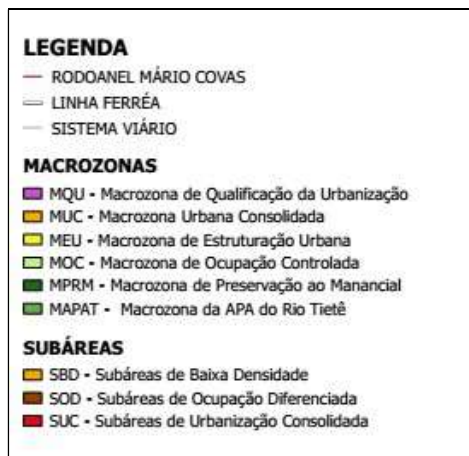 LEGENDA
RODOANEL MÁRIO COVAS
LINHA FERRÉA
SISTEMA VIÁRIO
MACROZONAS
MQU - Macrozona de Qualificação da Urbanização
MUC - Macrozona Urbana Consolidada
MEU - Macrozona de Estruturação Urbana
MOC - Macrozona de Ocupação Controlada
MPRM - Macrozona de Preservação ao Manancial
MAPAT - Macrozona da APA do Rio Tietê
SUBÁREAS
SBD - Subáreas de Baixa Densidade
SOD - Subáreas de Ocupação Diferenciada
SUC - Subáreas de Urbanização Consolidada